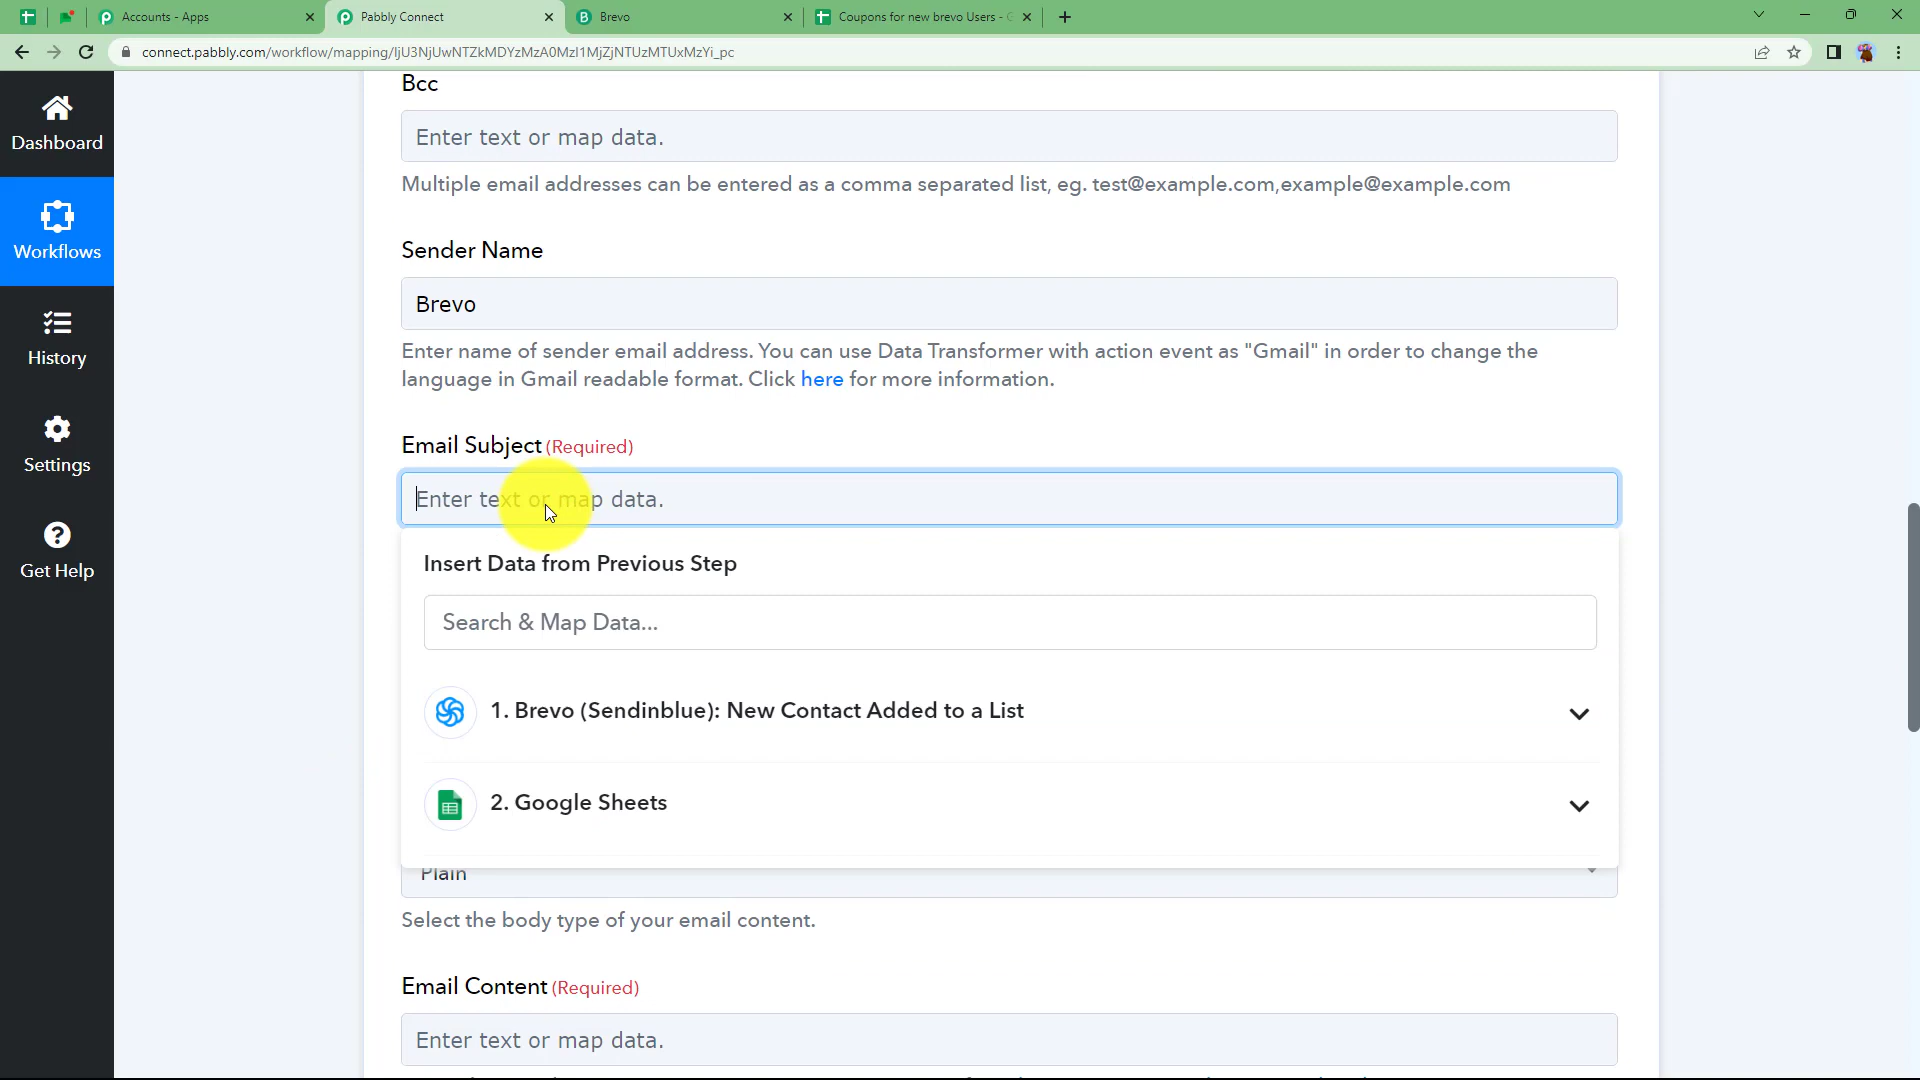 Accounts - Apps
Pabbly Connect
Brevo
Coupons for new brevo Users -
connect.pabbly.com/workflow/mapping/IjU3NjUwNTZkMDYzMzA0MzI1MjZjNTUzMTUxMzYi_pc
Dashboard
Workflows
History
Settings
Get Help
Bcc
Enter text or map data.
Multiple email addresses can be entered as a comma separated list, eg. test@example.com,example@example.com
Sender Name
Brevo
Enter name of sender email address. You can use Data Transformer with action event as "Gmail" in order to change the
language in Gmail readable format. Click here for more information.
Email Subject (Required)
Enter text or map data.
Insert Data from Previous Step
Search & Map Data...
1. Brevo (Sendinblue): New Contact Added to a List
2. Google Sheets
Plain
Select the body type of your email content.
Email Content (Required)
Enter text or map data.